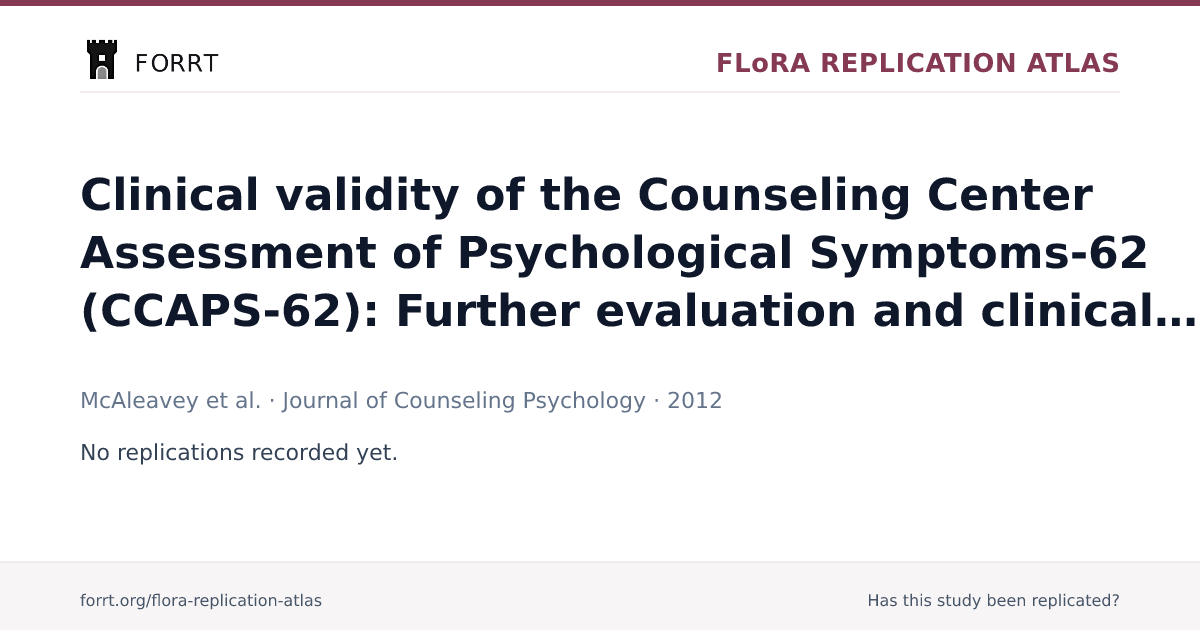 FORRT
FLoRA REPLICATION ATLAS
Clinical validity of the Counseling Center
Assessment of Psychological Symptoms-62
(CCAPS-62): Further evaluation and clinical…
McAleavey et al. · Journal of Counseling Psychology · 2012
No replications recorded yet.
forrt.org/flora-replication-atlas
Has this study been replicated?